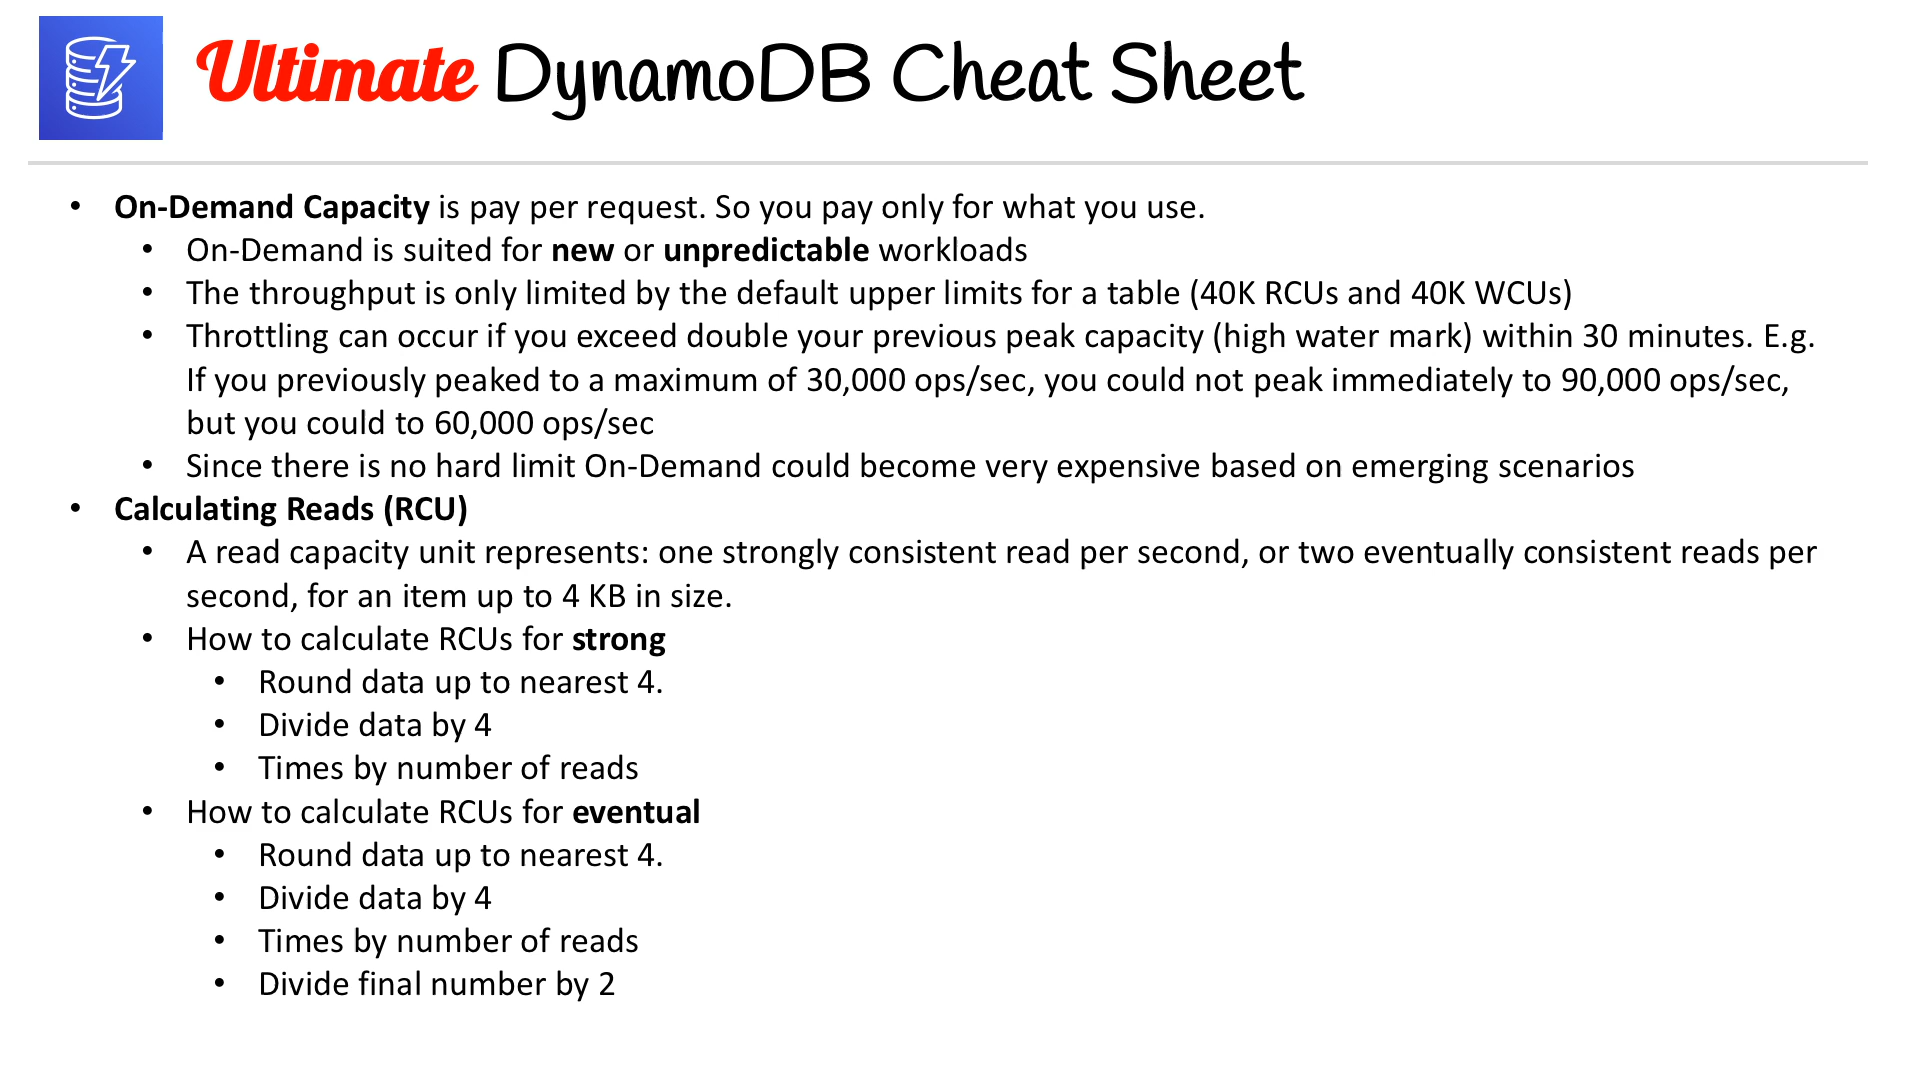 Ultimate DynamoDB Cheat Sheet
• On-Demand Capacity is pay per request. So you pay only for what you use.
• On-Demand is suited for new or unpredictable workloads
• The throughput is only limited by the default upper limits for a table (40K RCUs and 40K WCUs)
• Throttling can occur if you exceed double your previous peak capacity (high water mark) within 30 minutes. E.g.
If you previously peaked to a maximum of 30,000 ops/sec, you could not peak immediately to 90,000 ops/sec,
but you could to 60,000 ops/sec
• Since there is no hard limit On-Demand could become very expensive based on emerging scenarios
• Calculating Reads (RCU)
• A read capacity unit represents: one strongly consistent read per second, or two eventually consistent reads per
second, for an item up to 4 KB in size.
• How to calculate RCUs for strong
• Round data up to nearest 4.
• Divide data by 4
• Times by number of reads
• How to calculate RCUs for eventual
• Round data up to nearest 4.
• Divide data by 4
• Times by number of reads
• Divide final number by 2